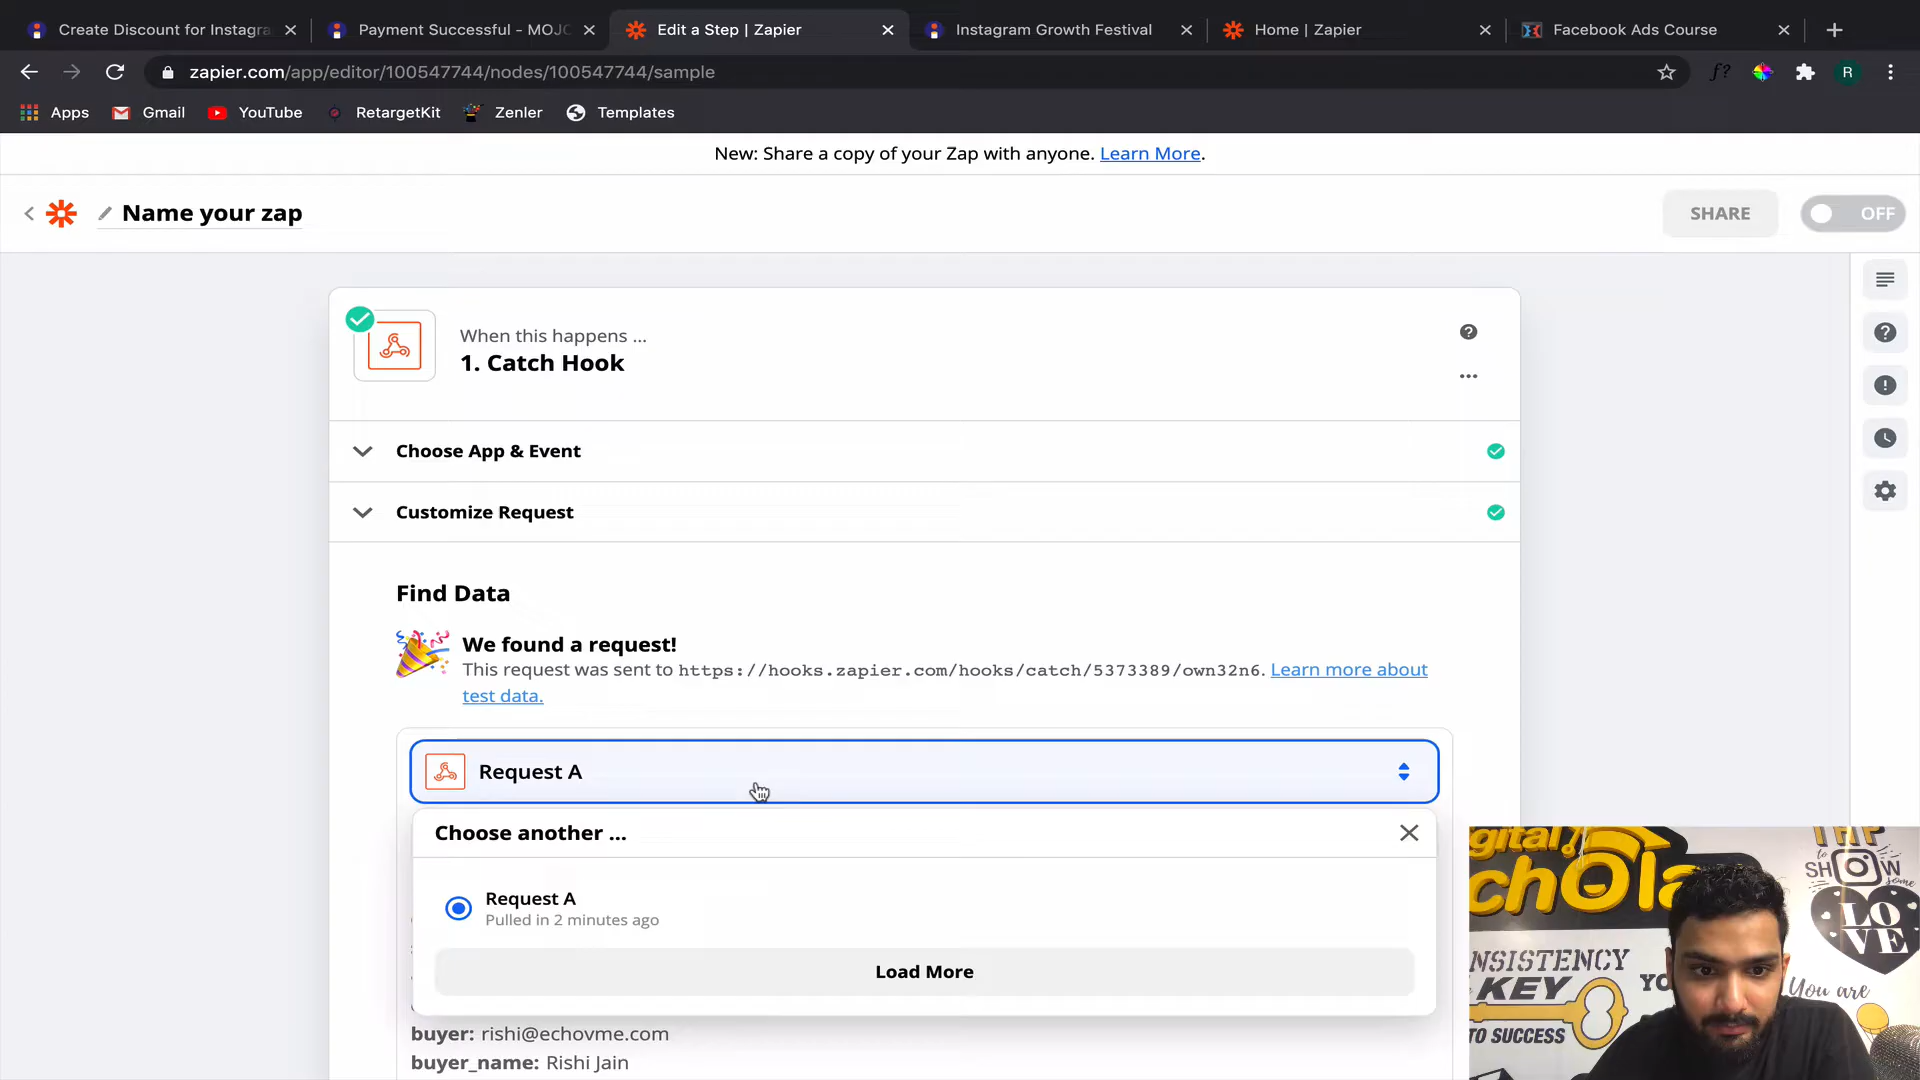 Create Discount for Instagra
Payment Successful - MOJO
Edit a Step | Zapier
Instagram Growth Festival
Home | Zapier
Facebook Ads Course
zapier.com/app/editor/100547744/nodes/100547744/sample
f?
R
Apps
Gmail
YouTube
RetargetKit
Zenler
Templates
New: Share a copy of your Zap with anyone. Learn More.
Name your zap
SHARE
OFF
When this happens ...
1. Catch Hook
Choose App & Event
Customize Request
Find Data
We found a request!
This request was sent to https://hooks.zapier.com/hooks/catch/5373389/own32n6. Learn more about
test data.
Request A
Choose another ...
Request A
Pulled in 2 minutes ago
Load More
buyer: rishi@echovme.com
buyer_name: Rishi Jain
to
SHOW
some
LOVE
NSISTENCY
KEY
TO SUCCESS
You are